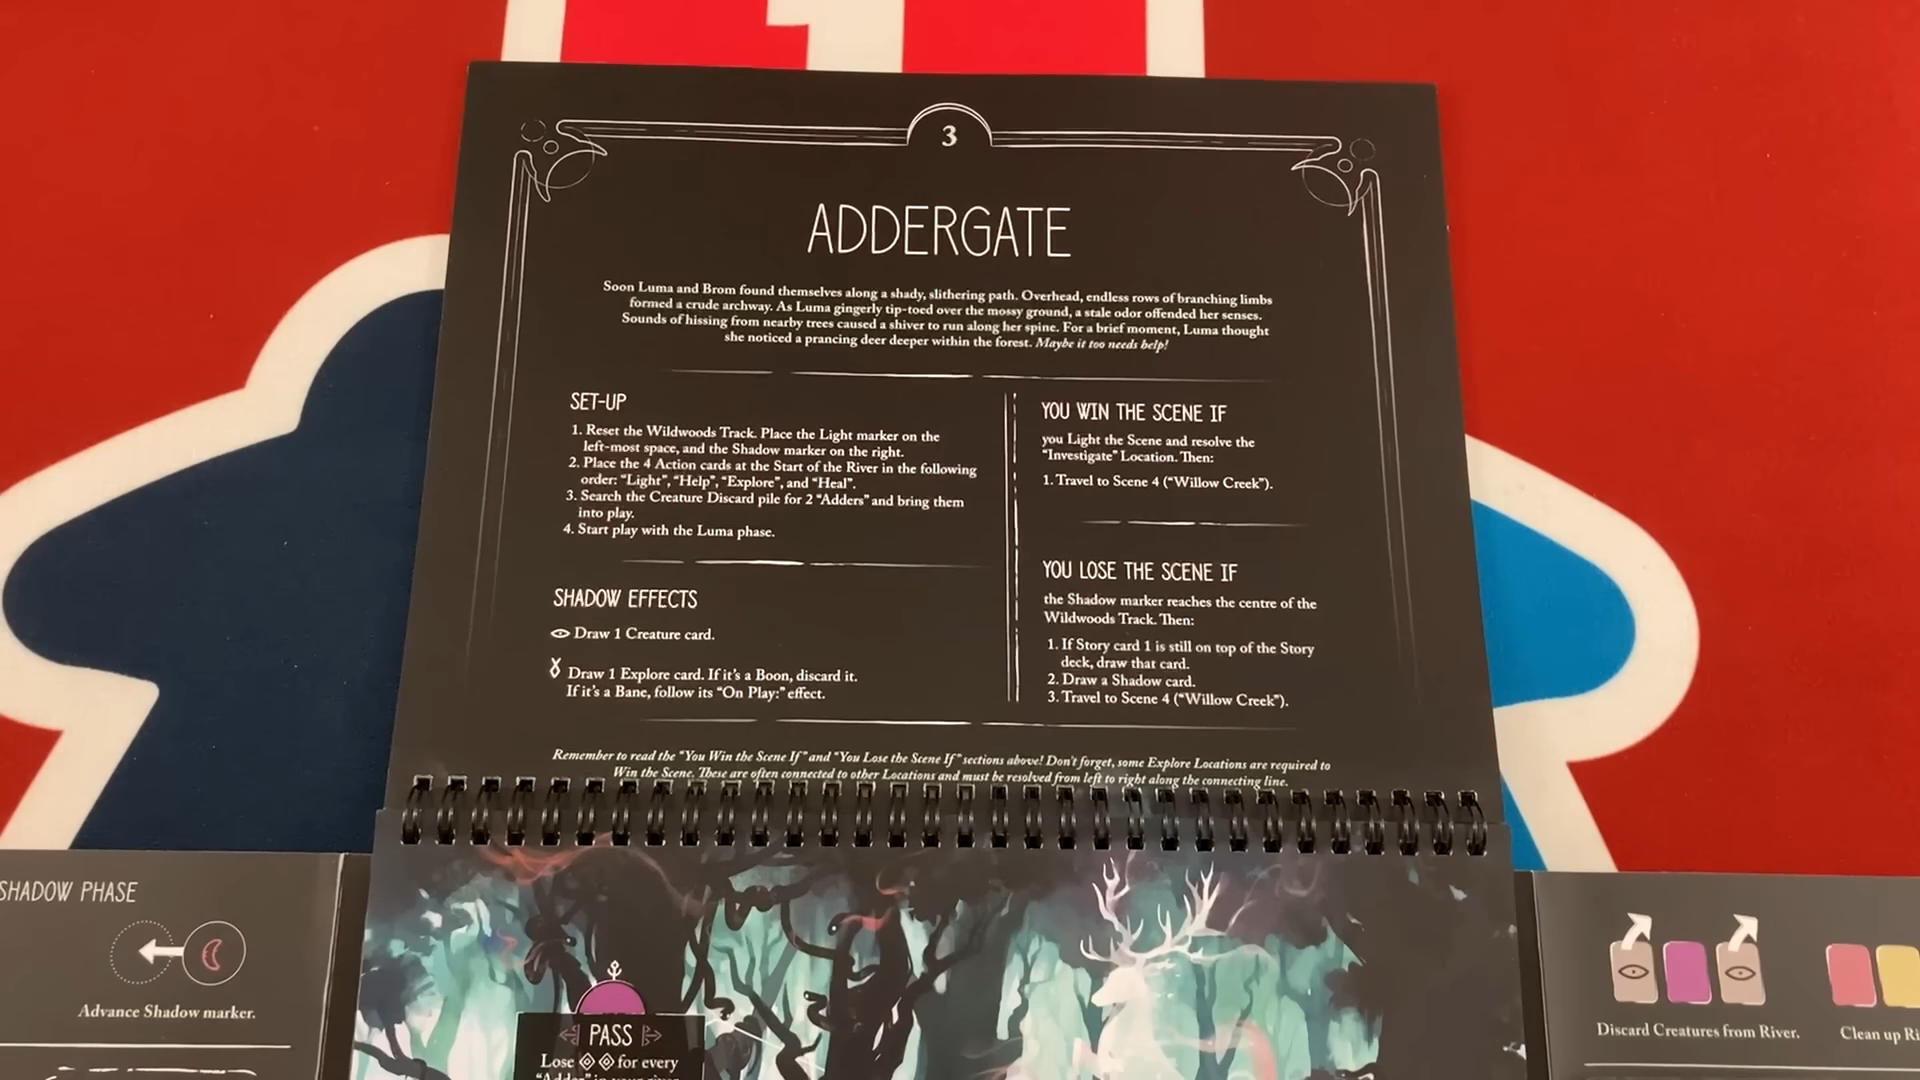 3
ADDERGATE
Soon Luma and Brom found themselves along a shady, slithering path. Overhead, endless rows of branching limbs
formed a crude archway. As Luma gingerly tip-toed over the mossy ground, a stale odor offended her senses.
Sounds of hissing from nearby trees caused a shiver to run along her spine. For a brief moment, Luma thought
she noticed a prancing deer deeper within the forest. Maybe it too needs help!
SET-UP
1. Reset the Wildwoods Track. Place the Light marker on the
left-most space, and the Shadow marker on the right.
2. Place the 4 Action cards at the Start of the River in the following
order: “Light”, “Help”, “Explore”, and “Heal”.
3. Search the Creature Discard pile for 2 “Adders” and bring them
into play.
4. Start play with the Luma phase.
SHADOW EFFECTS
Draw 1 Creature card.
Draw 1 Explore card. If it’s a Boon, discard it.
If it’s a Bane, follow its “On Play:” effect.
YOU WIN THE SCENE IF
you Light the Scene and resolve the
“Investigate” Location. Then:
1. Travel to Scene 4 (“Willow Creek”).
YOU LOSE THE SCENE IF
the Shadow marker reaches the centre of the
Wildwoods Track. Then:
1. If Story card 1 is still on top of the Story
deck, draw that card.
2. Draw a Shadow card.
3. Travel to Scene 4 (“Willow Creek”).
Remember to read the “You Win the Scene If” and “You Lose the Scene If” sections above! Don’t forget, some Explore Locations are required to
Win the Scene. These are often connected to other Locations and must be resolved from left to right along the connecting line.
SHADOW PHASE
Advance Shadow marker.
PASS
Lose for every
Discard Creatures from River.
Clean up